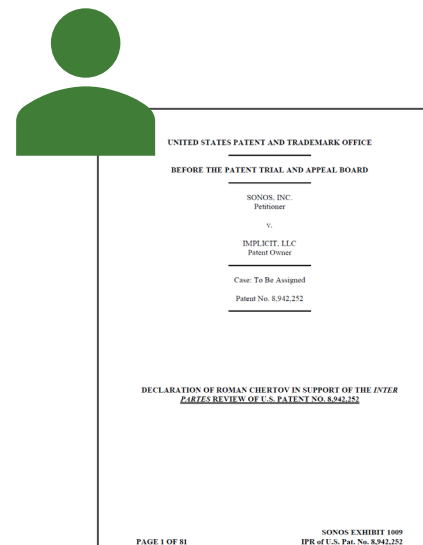 UNITED STATES PATENT AND TRADEMARK OFFICE
BEFORE THE PATENT TRIAL AND APPEAL BOARD
SONOS, INC.
Petitioner
v.
IMPLICIT, LLC
Patent Owner
Case: To Be Assigned
Patent No. 8,942,252
DECLARATION OF ROMAN CHERTOV IN SUPPORT OF THE INTER
PARTES REVIEW OF U.S. PATENT NO. 8,942,252
SONOS EXHIBIT 1009
PAGE 1 OF 81 IPR of U.S. Pat. No. 8,942,252